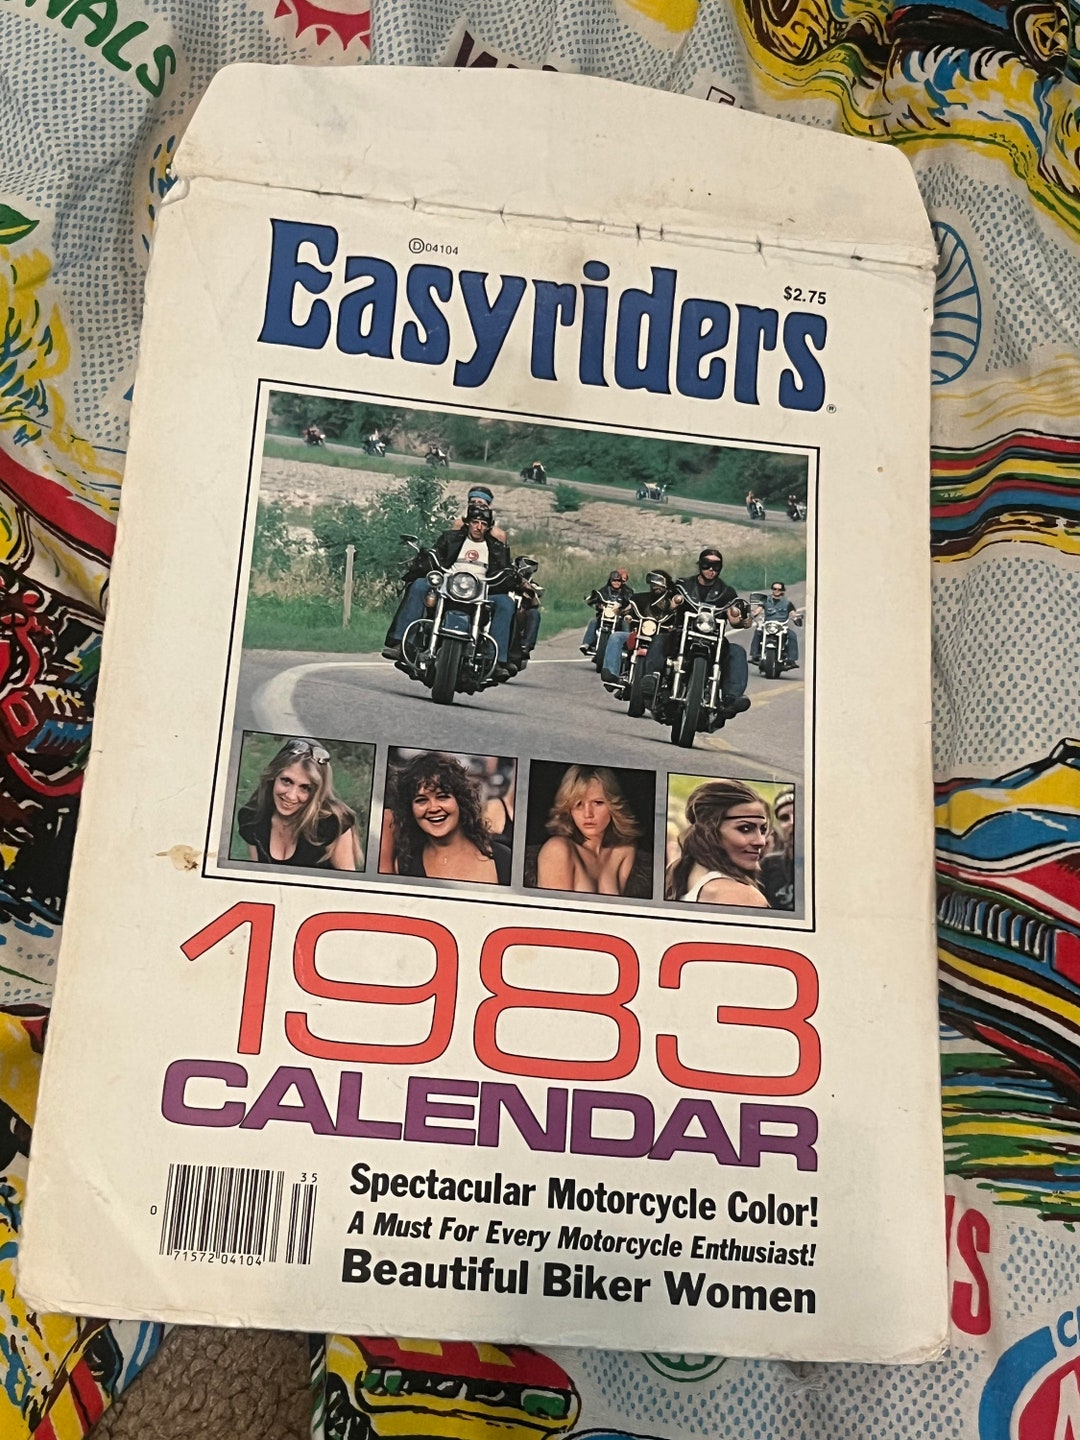 NALS
Ⓓ04104
$2.75
Easyriders®
1983
CALENDAR
35
0
71572 04104
Spectacular Motorcycle Color!
A Must For Every Motorcycle Enthusiast!
Beautiful Biker Women